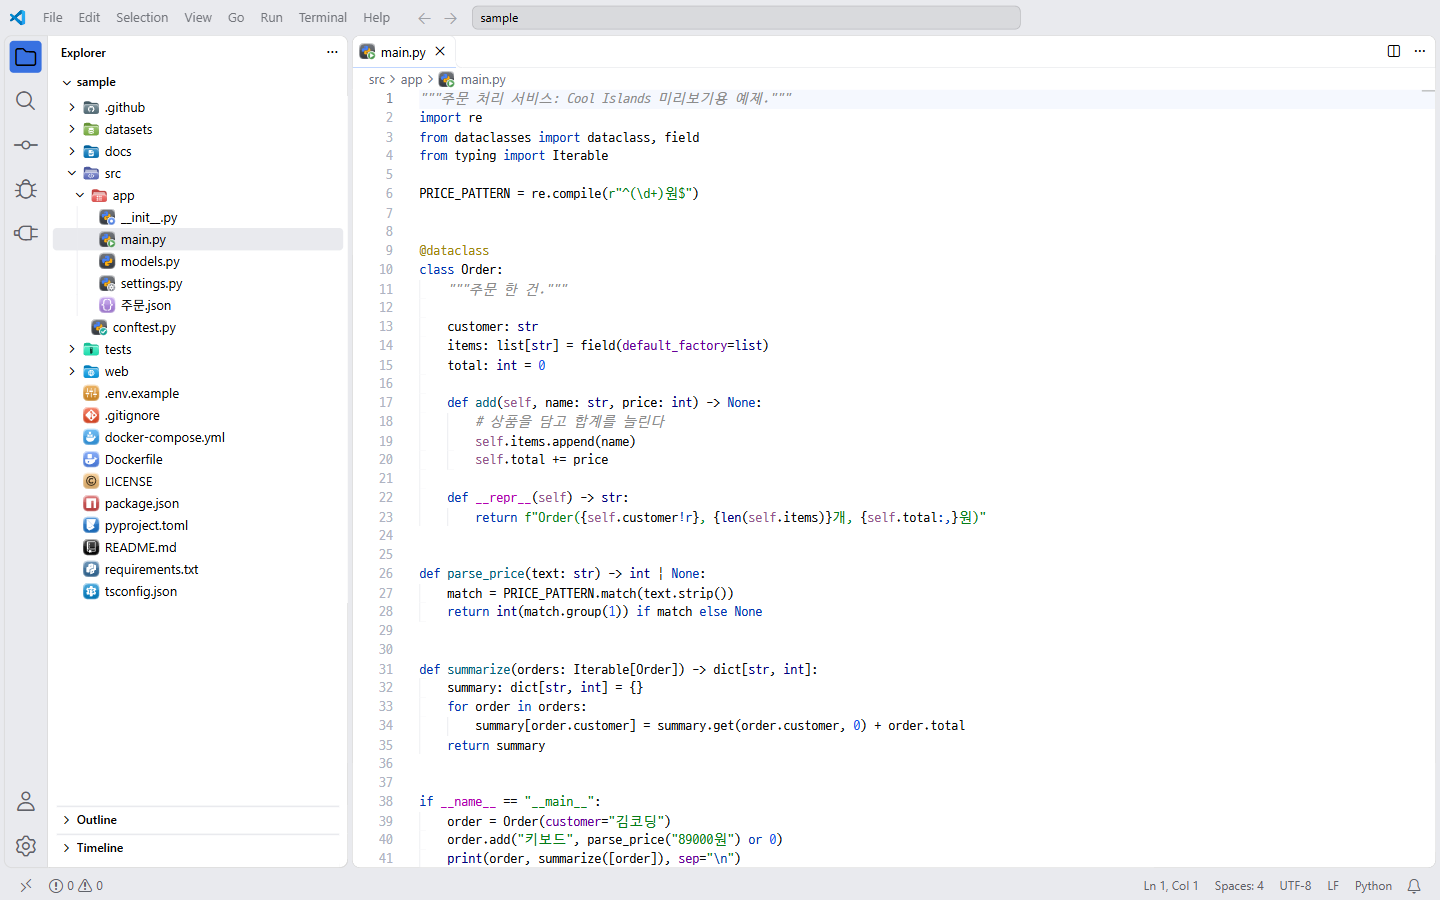 File Edit Selection View Go Run Terminal Help
sample
Explorer
sample
.github
datasets
docs
src
app
__init__.py
main.py
models.py
settings.py
주문.json
conftest.py
tests
web
.env.example
.gitignore
docker-compose.yml
Dockerfile
LICENSE
package.json
pyproject.toml
README.md
requirements.txt
tsconfig.json
Outline
Timeline
main.py
src > app > main.py
1 """주문 처리 서비스: Cool Islands 미리보기용 예제."""
2 import re
3 from dataclasses import dataclass, field
4 from typing import Iterable
5
6 PRICE_PATTERN = re.compile(r"^(\d+)원$")
7
8
9 @dataclass
10 class Order:
11     """주문 한 건."""
12
13     customer: str
14     items: list[str] = field(default_factory=list)
15     total: int = 0
16
17     def add(self, name: str, price: int) -> None:
18         # 상품을 담고 합계를 늘린다
19         self.items.append(name)
20         self.total += price
21
22     def __repr__(self) -> str:
23         return f"Order({self.customer!r}, {len(self.items)}개, {self.total:,}원)"
24
25
26 def parse_price(text: str) -> int | None:
27     match = PRICE_PATTERN.match(text.strip())
28     return int(match.group(1)) if match else None
29
30
31 def summarize(orders: Iterable[Order]) -> dict[str, int]:
32     summary: dict[str, int] = {}
33     for order in orders:
34         summary[order.customer] = summary.get(order.customer, 0) + order.total
35     return summary
36
37
38 if __name__ == "__main__":
39     order = Order(customer="김코딩")
40     order.add("키보드", parse_price("89000원") or 0)
41     print(order, summarize([order]), sep="\n")
0 0
Ln 1, Col 1 Spaces: 4 UTF-8 LF Python